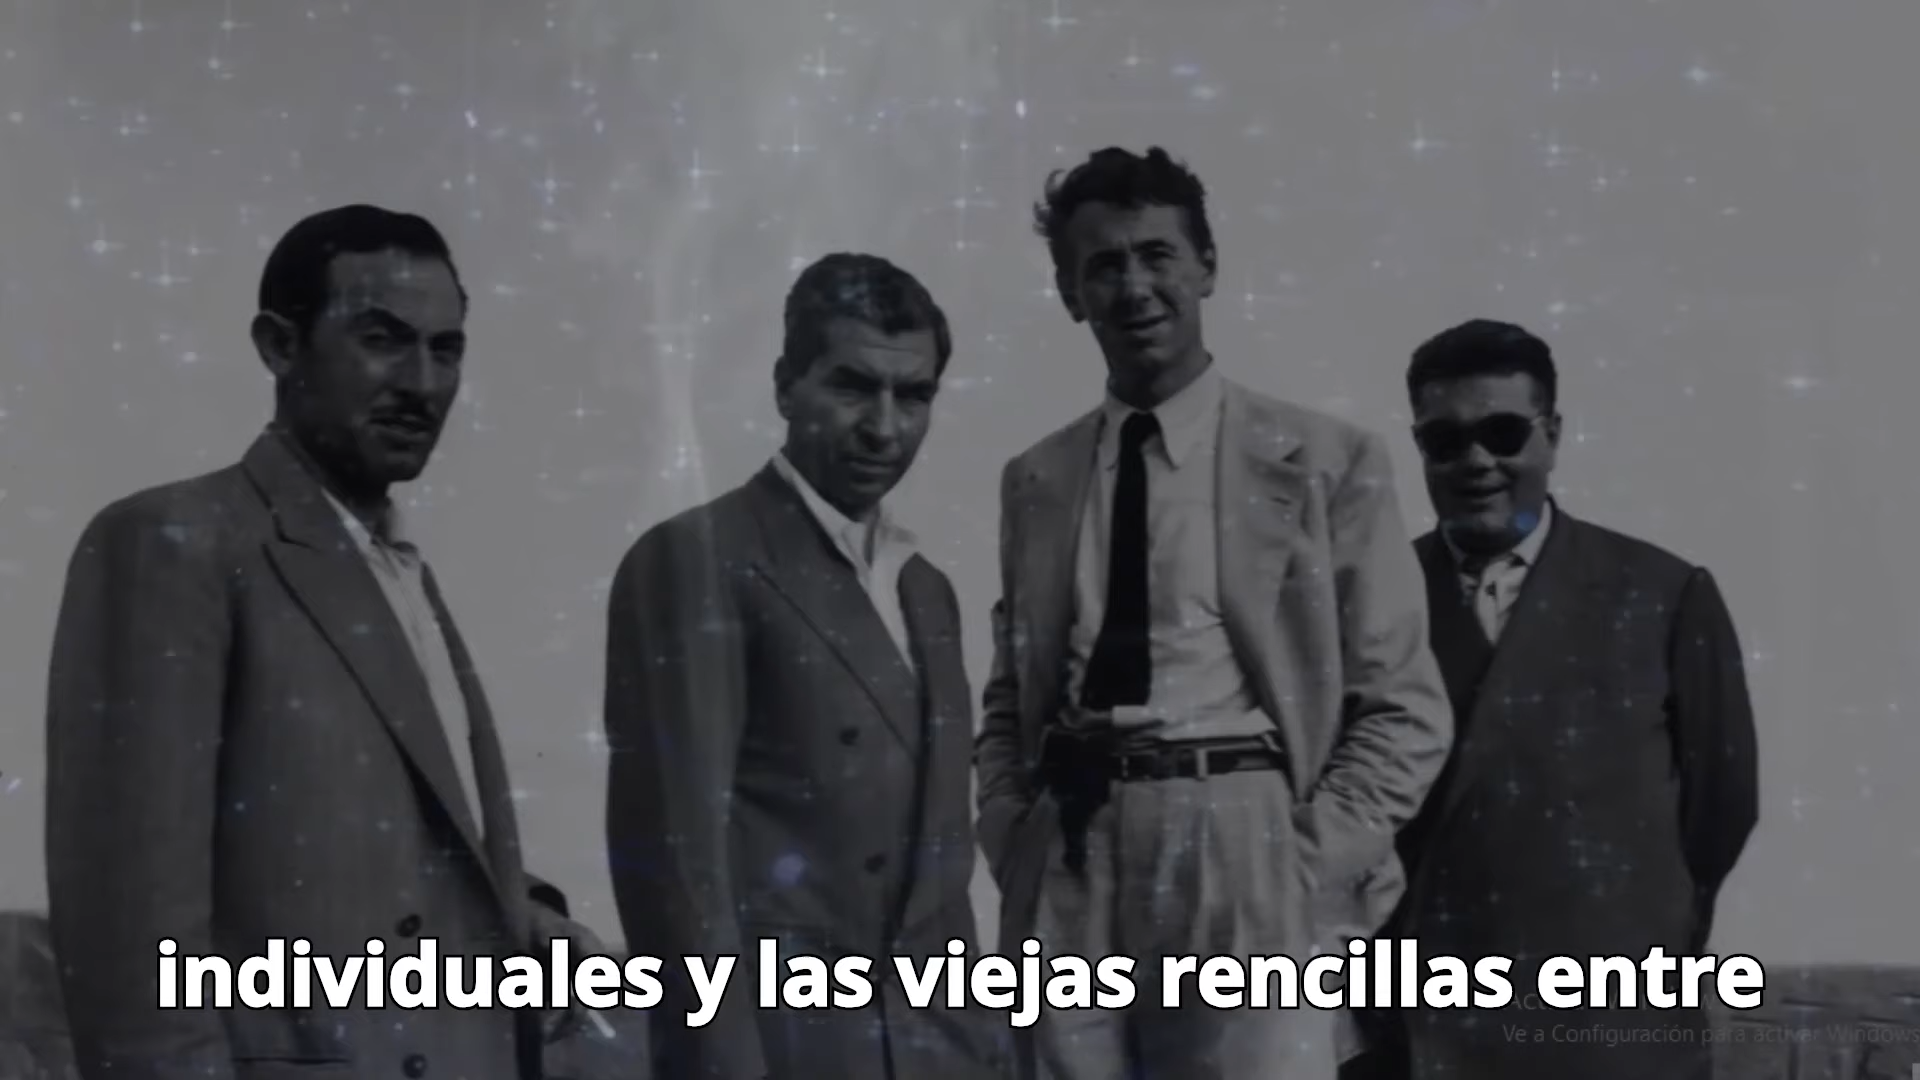 individuales y las viejas rencillas entre
Ve a Configuración para activar Windows